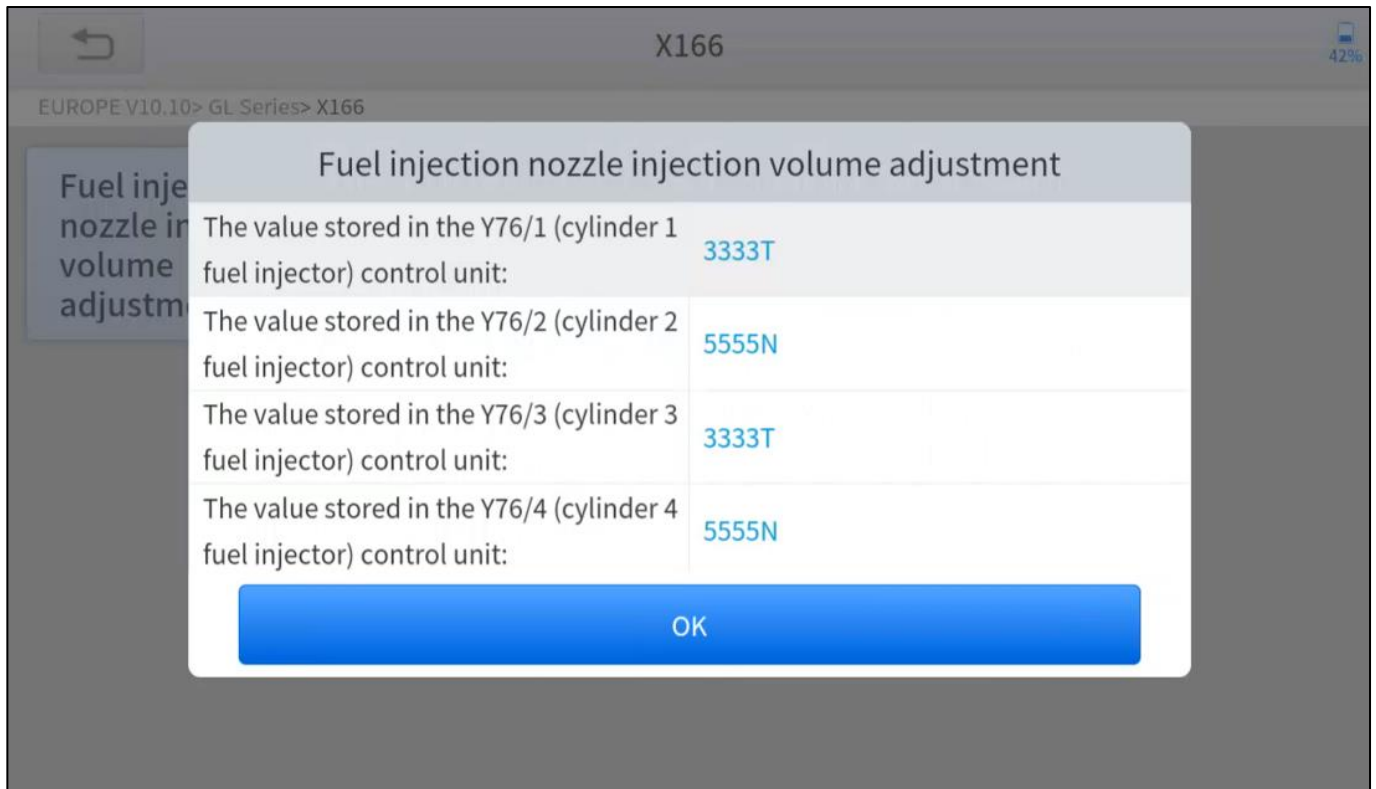 X166
42%
EUROPE V10.10> GL Series> X166
Fuel inje
nozzle in
volume
adjustm
Fuel injection nozzle injection volume adjustment
The value stored in the Y76/1 (cylinder 1
fuel injector) control unit:
3333T
The value stored in the Y76/2 (cylinder 2
fuel injector) control unit:
5555N
The value stored in the Y76/3 (cylinder 3
fuel injector) control unit:
3333T
The value stored in the Y76/4 (cylinder 4
fuel injector) control unit:
5555N
OK